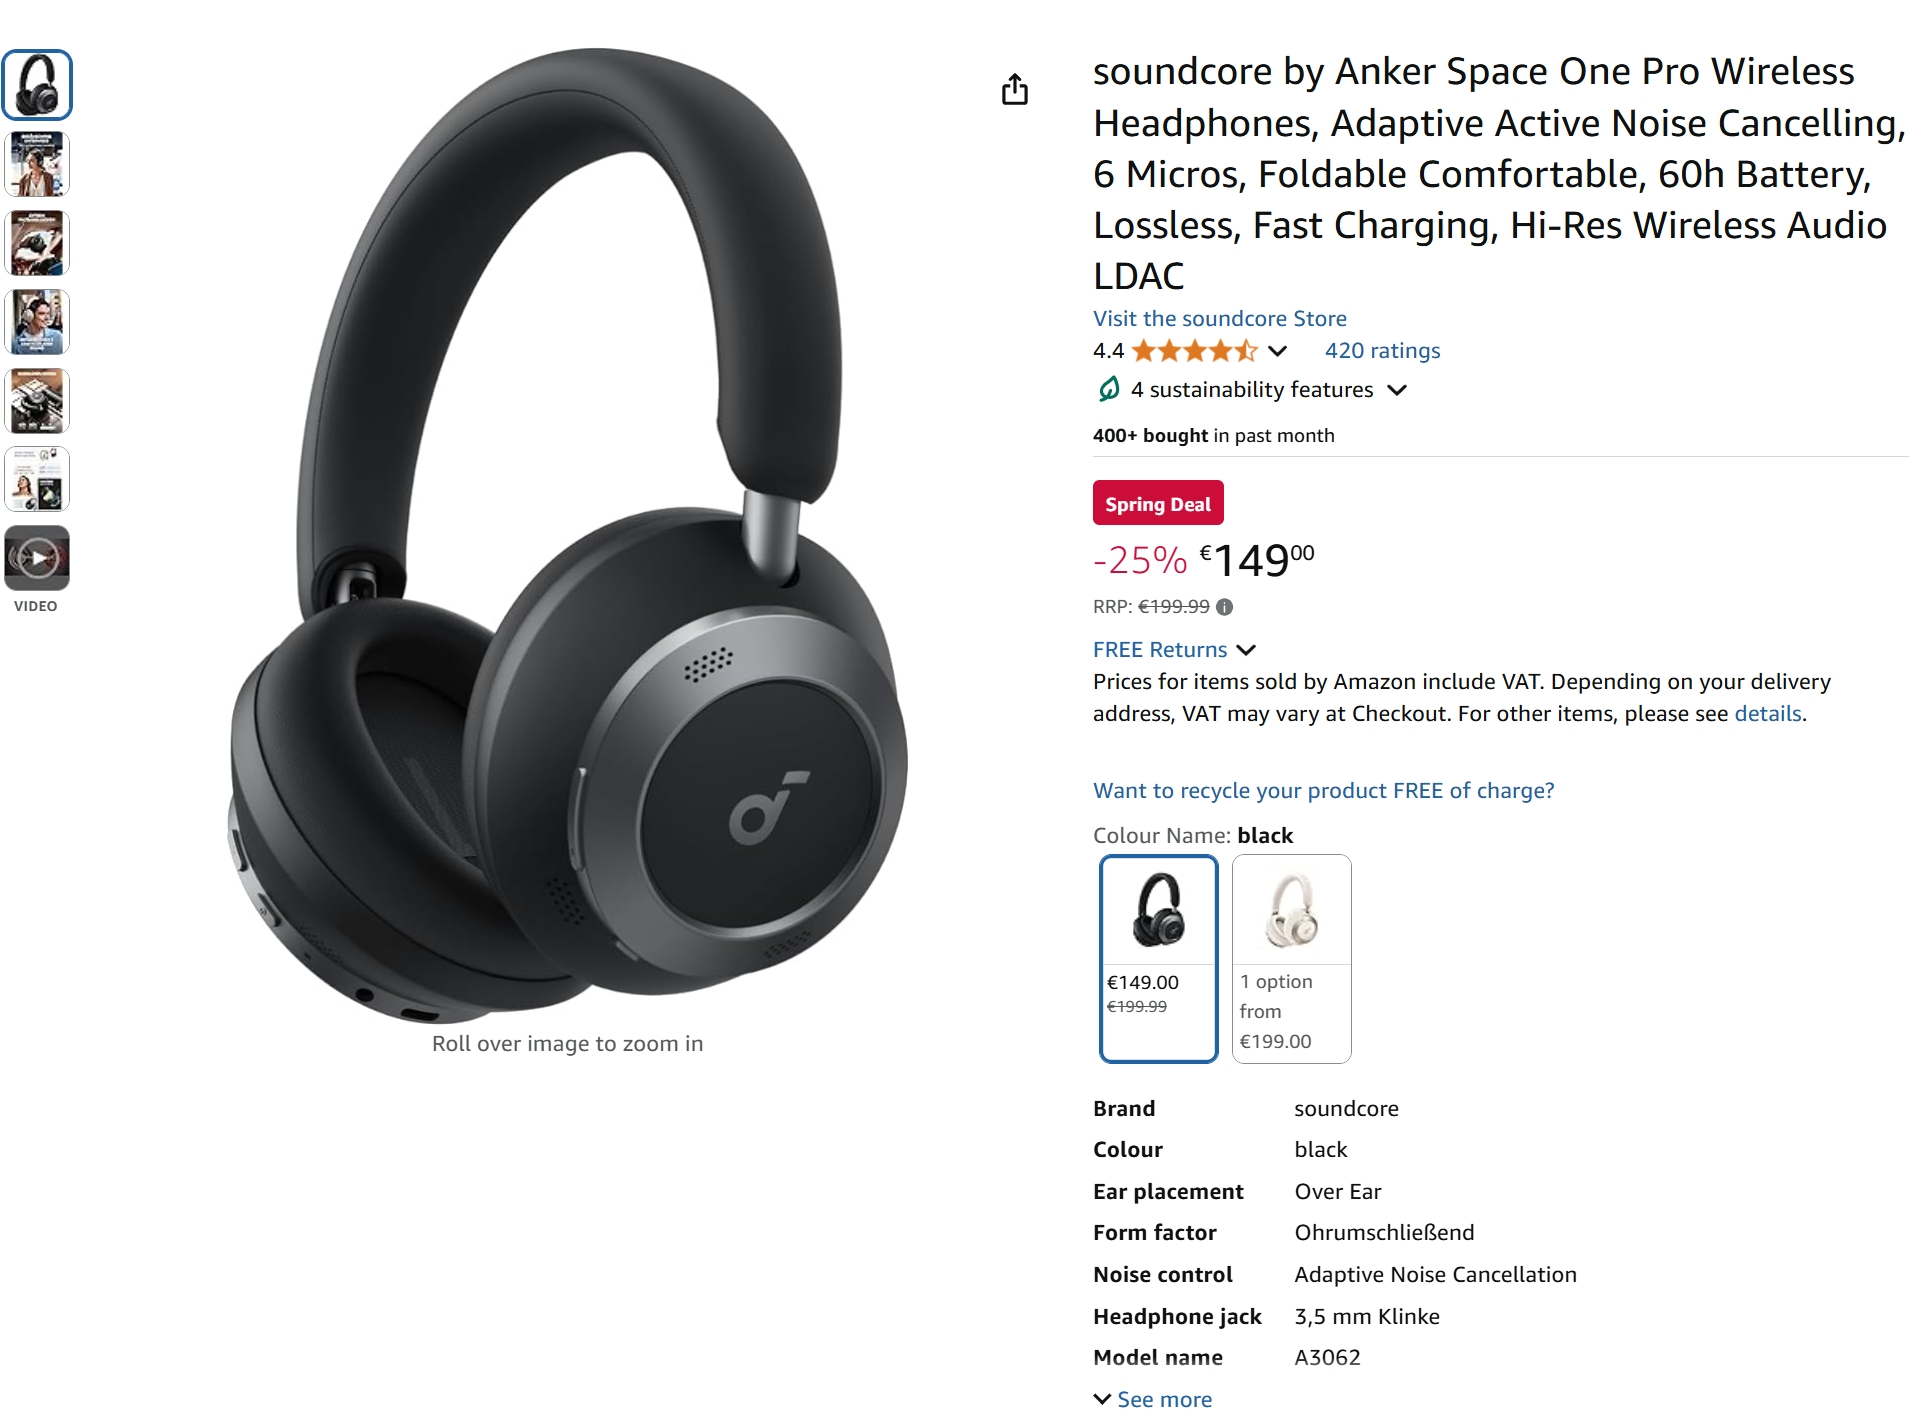 soundcore by Anker Space One Pro Wireless
Headphones, Adaptive Active Noise Cancelling,
6 Micros, Foldable Comfortable, 60h Battery,
Lossless, Fast Charging, Hi-Res Wireless Audio
LDAC
Visit the soundcore Store
4.4 420 ratings
4 sustainability features
400+ bought in past month
Spring Deal
-25% €14900
RRP: €199.99
FREE Returns
Prices for items sold by Amazon include VAT. Depending on your delivery
address, VAT may vary at Checkout. For other items, please see details.
Want to recycle your product FREE of charge?
Colour Name: black
€149.00
€199.99
1 option
from
€199.00
Brand soundcore
Colour black
Ear placement Over Ear
Form factor Ohrumschließend
Noise control Adaptive Noise Cancellation
Headphone jack 3,5 mm Klinke
Model name A3062
See more
VIDEO
Roll over image to zoom in